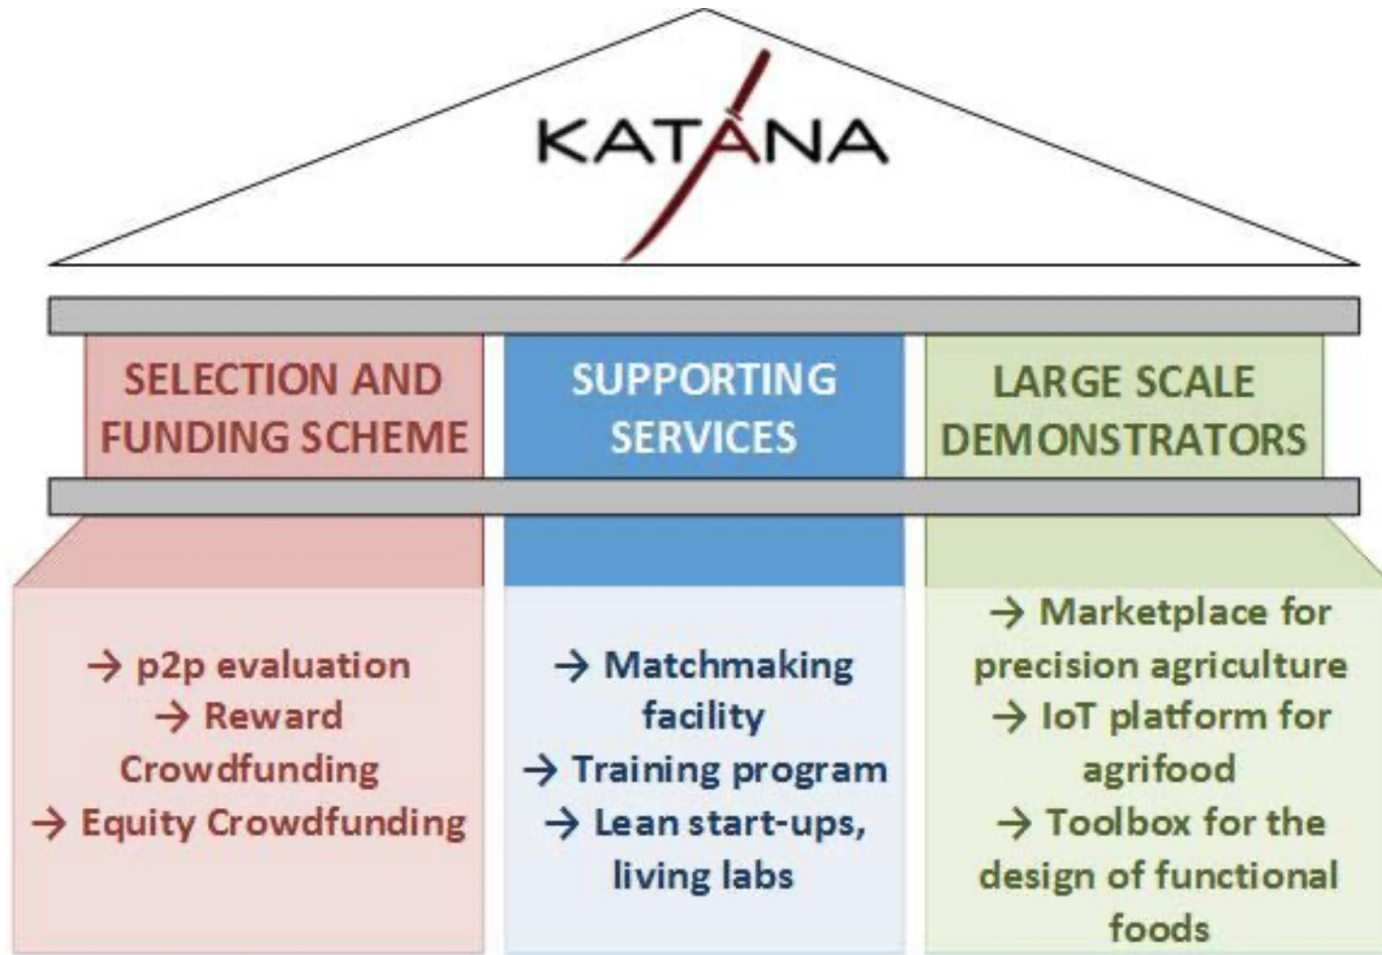 KATANA
SELECTION AND
FUNDING SCHEME
SUPPORTING
SERVICES
LARGE SCALE
DEMONSTRATORS
→ p2p evaluation
→ Reward
Crowdfunding
→ Equity Crowdfunding
→ Matchmaking
facility
→ Training program
→ Lean start-ups,
living labs
→ Marketplace for
precision agriculture
→ IoT platform for
agrifood
→ Toolbox for the
design of functional
foods